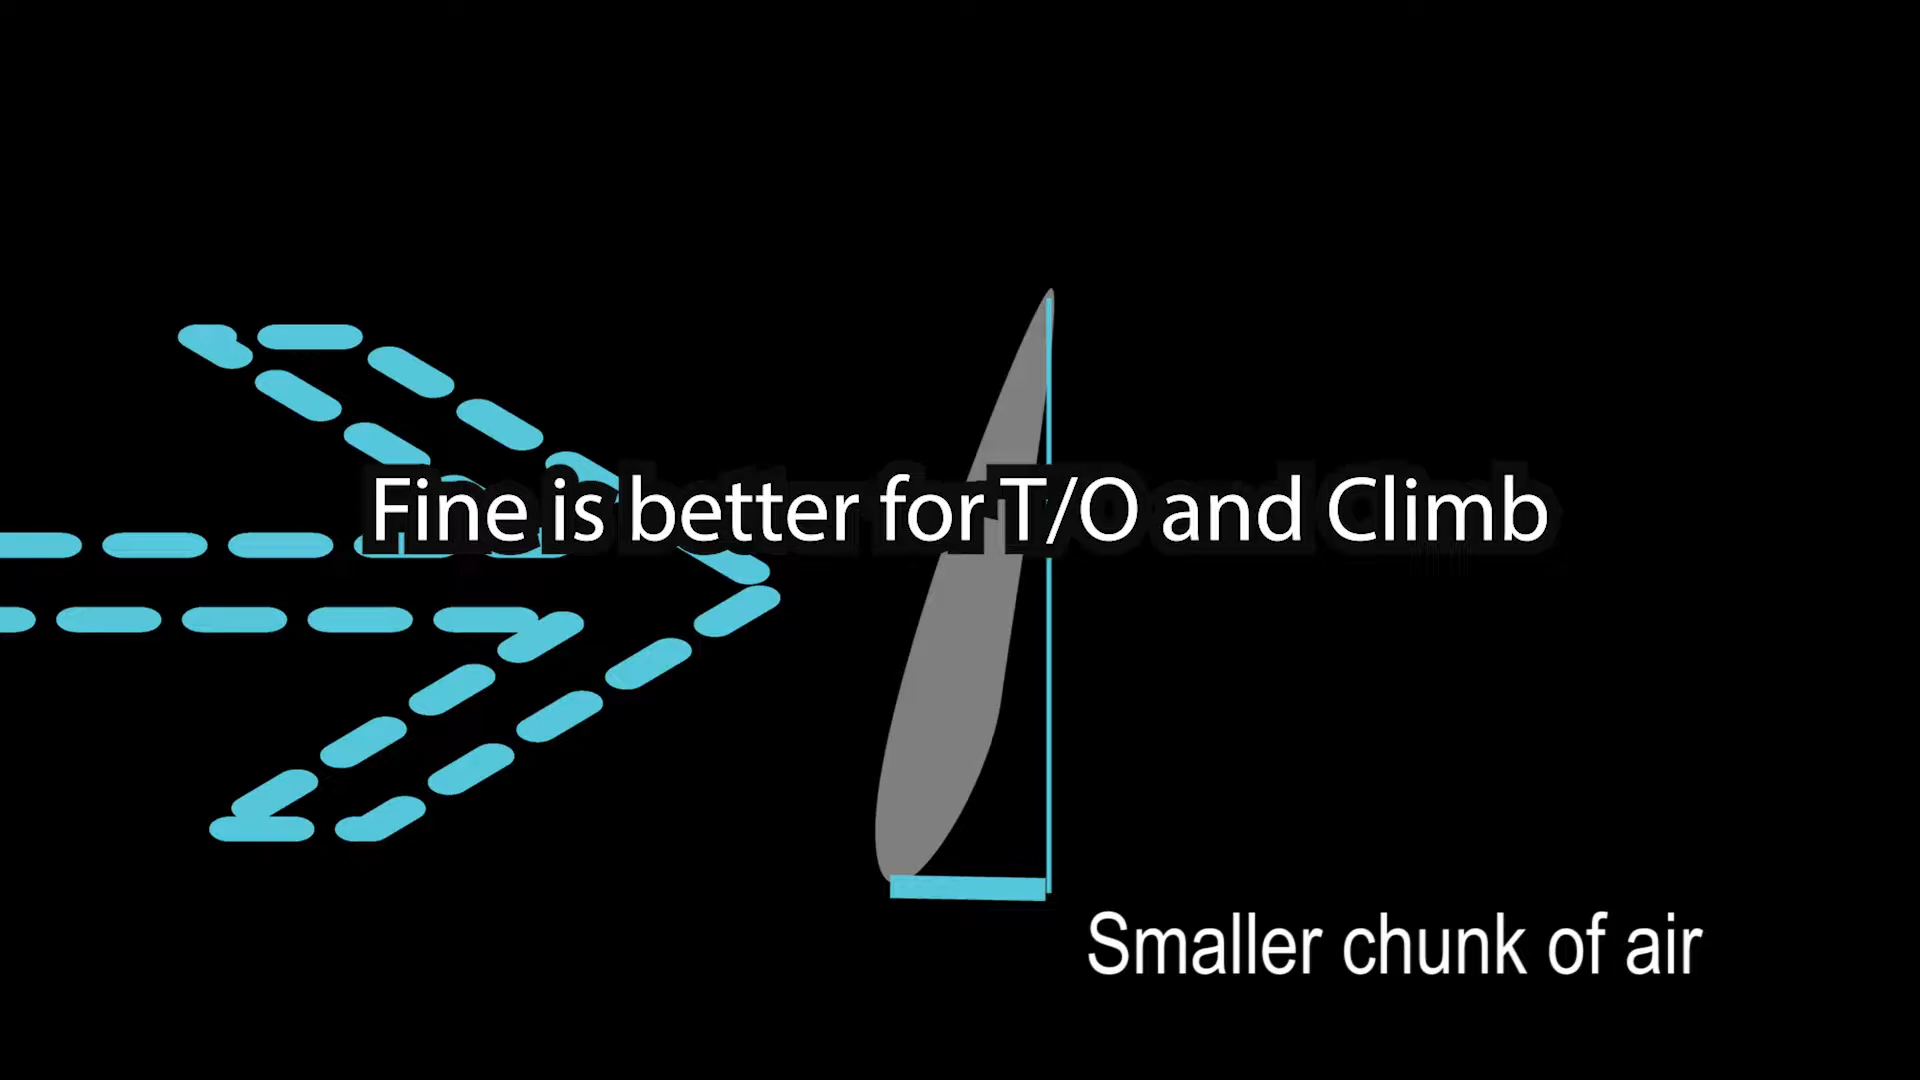 Fine is better for T/O and Climb
Smaller chunk of air